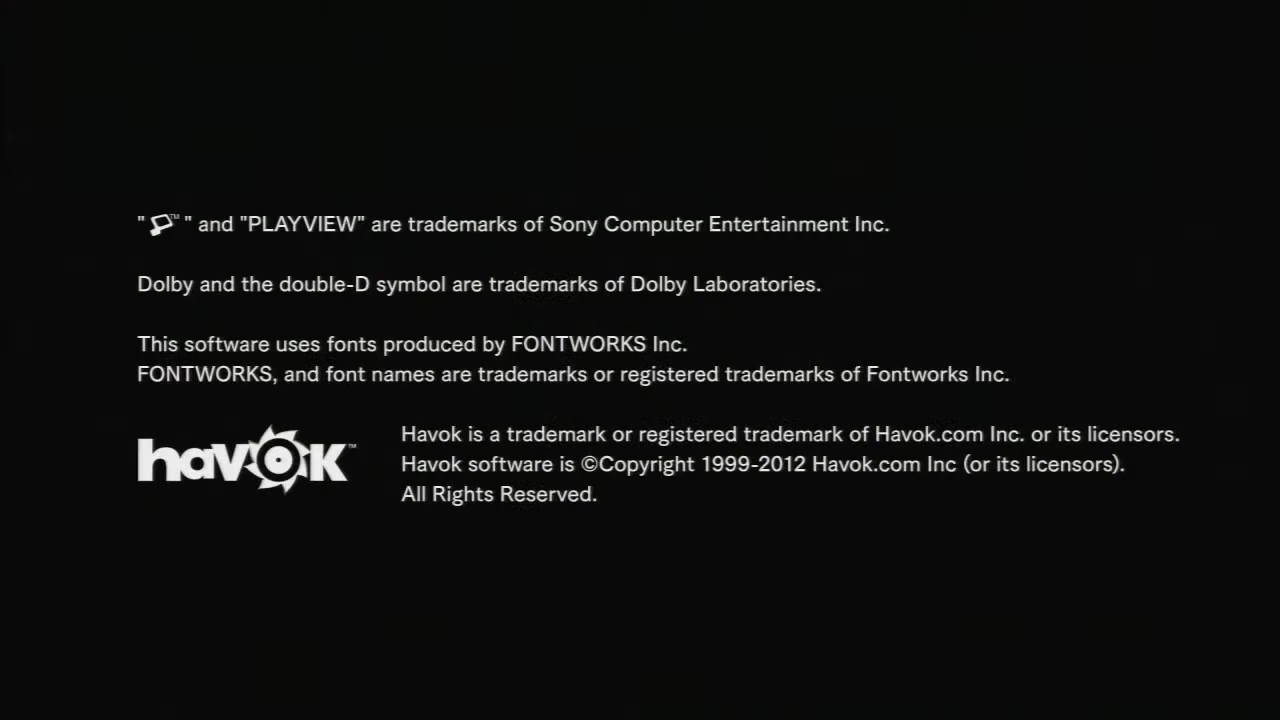 "™" and "PLAYVIEW" are trademarks of Sony Computer Entertainment Inc.
Dolby and the double-D symbol are trademarks of Dolby Laboratories.
This software uses fonts produced by FONTWORKS Inc.
FONTWORKS, and font names are trademarks or registered trademarks of Fontworks Inc.
havok™
Havok is a trademark or registered trademark of Havok.com Inc. or its licensors.
Havok software is ©Copyright 1999-2012 Havok.com Inc (or its licensors).
All Rights Reserved.